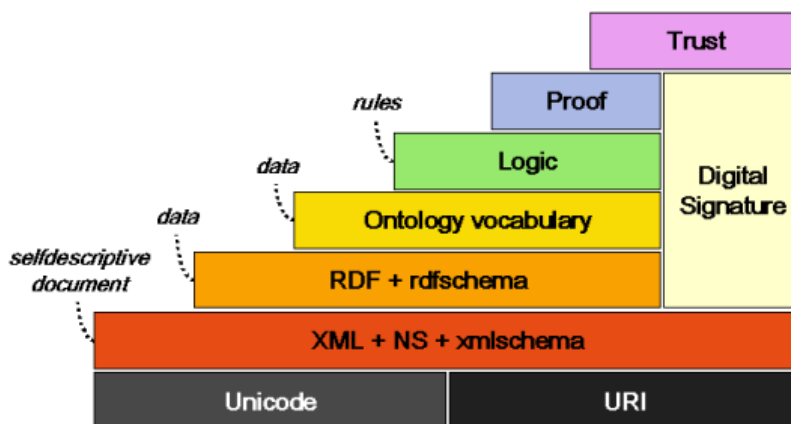 Trust
rules
Proof
data
Logic
Digital
Signature
data
Ontology vocabulary
selfdescriptive
document
RDF + rdfschema
XML + NS + xmlschema
Unicode
URI